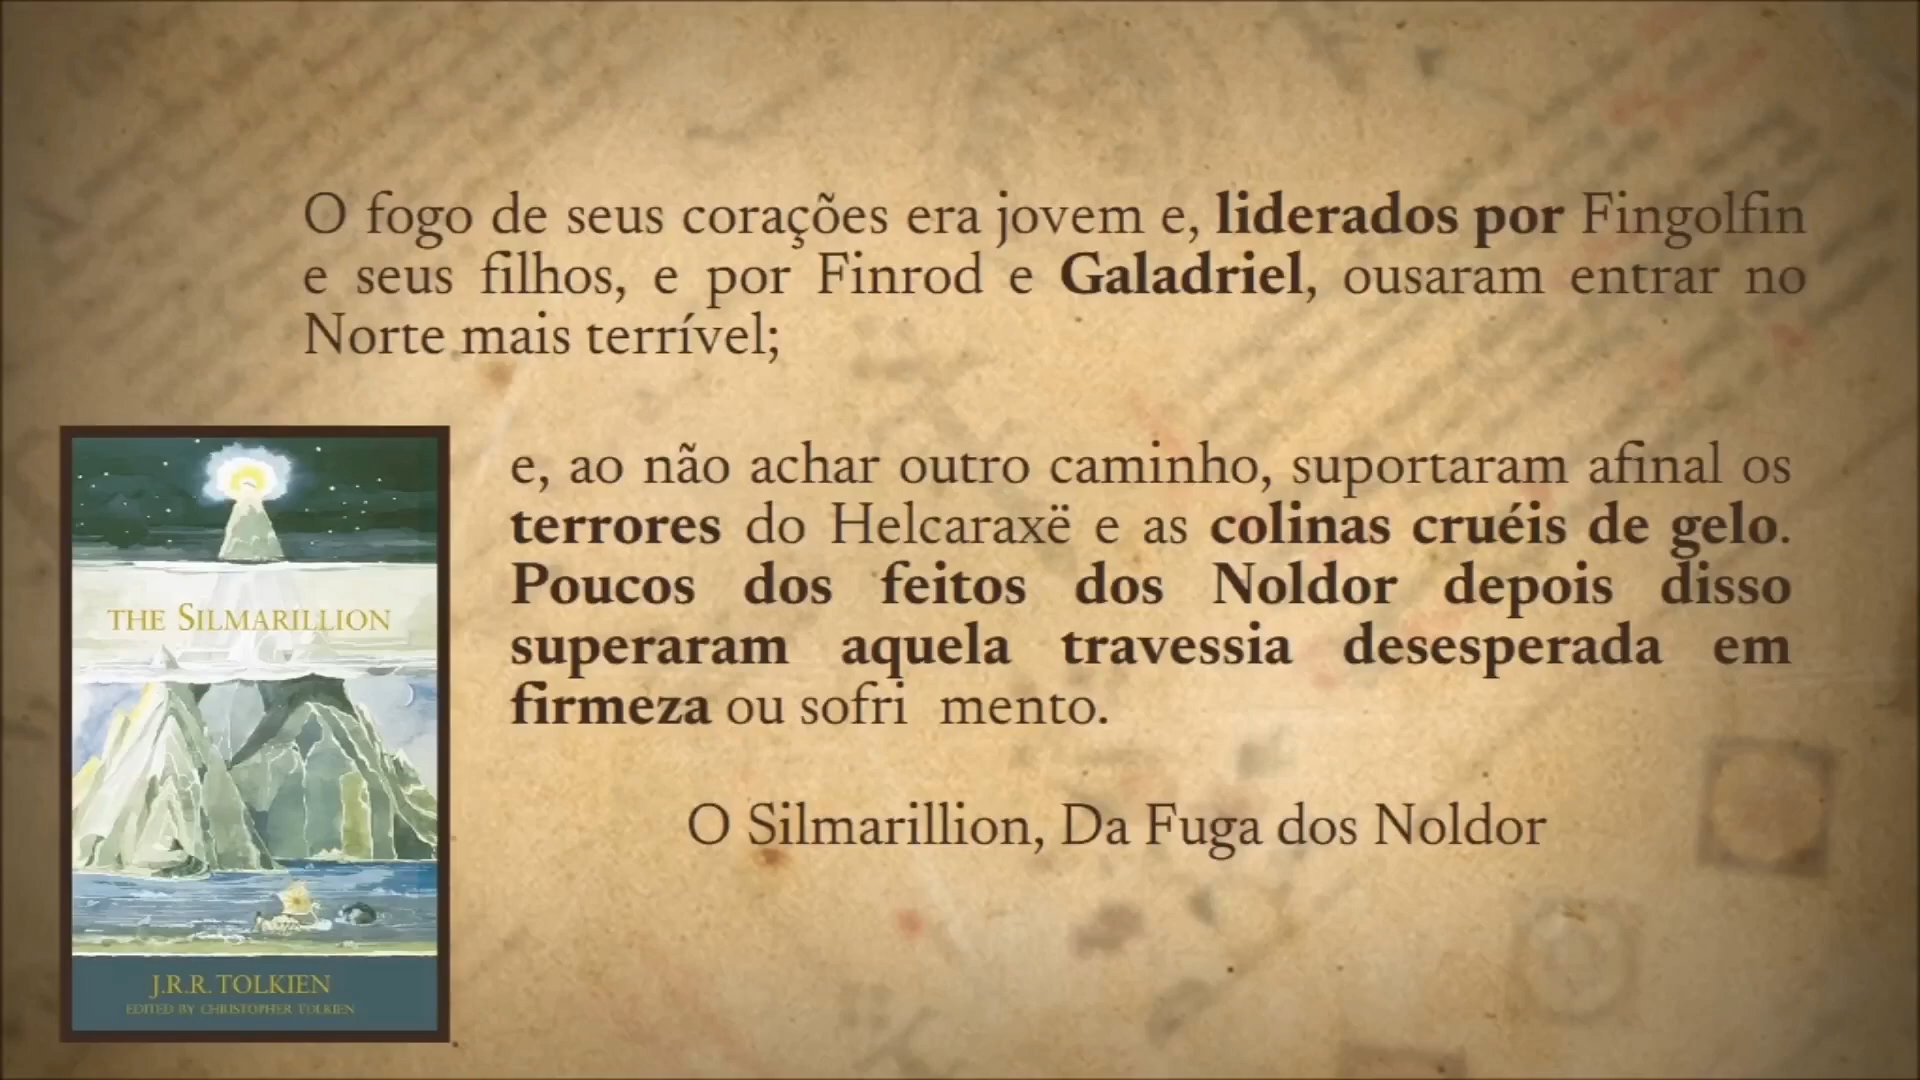 O fogo de seus corações era jovem e, liderados por Fingolfin
e seus filhos, e por Finrod e Galadriel, ousaram entrar no
Norte mais terrível;
e, ao não achar outro caminho, suportaram afinal os
terrores do Helcaraxë e as colinas cruéis de gelo.
Poucos dos feitos dos Noldor depois disso
superaram aquela travessia desesperada em
firmeza ou sofri mento.
O Silmarillion, Da Fuga dos Noldor
THE SILMARILLION
J.R.R. TOLKIEN
EDITED BY CHRISTOPHER TOLKIEN